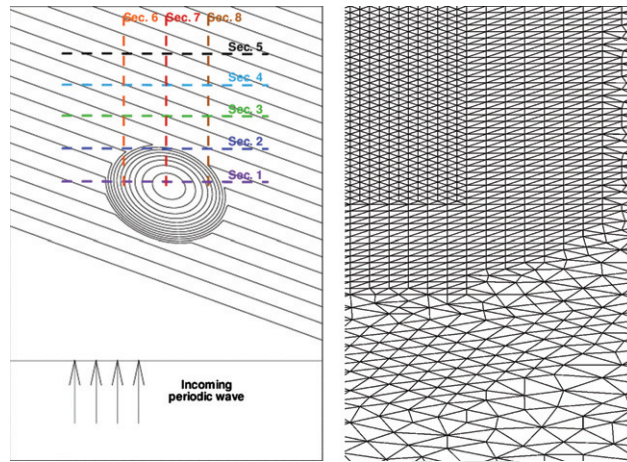 Sec. 6 Sec. 7 Sec. 8
Sec. 5
Sec. 4
Sec. 3
Sec. 2
Sec. 1
Incoming
periodic wave